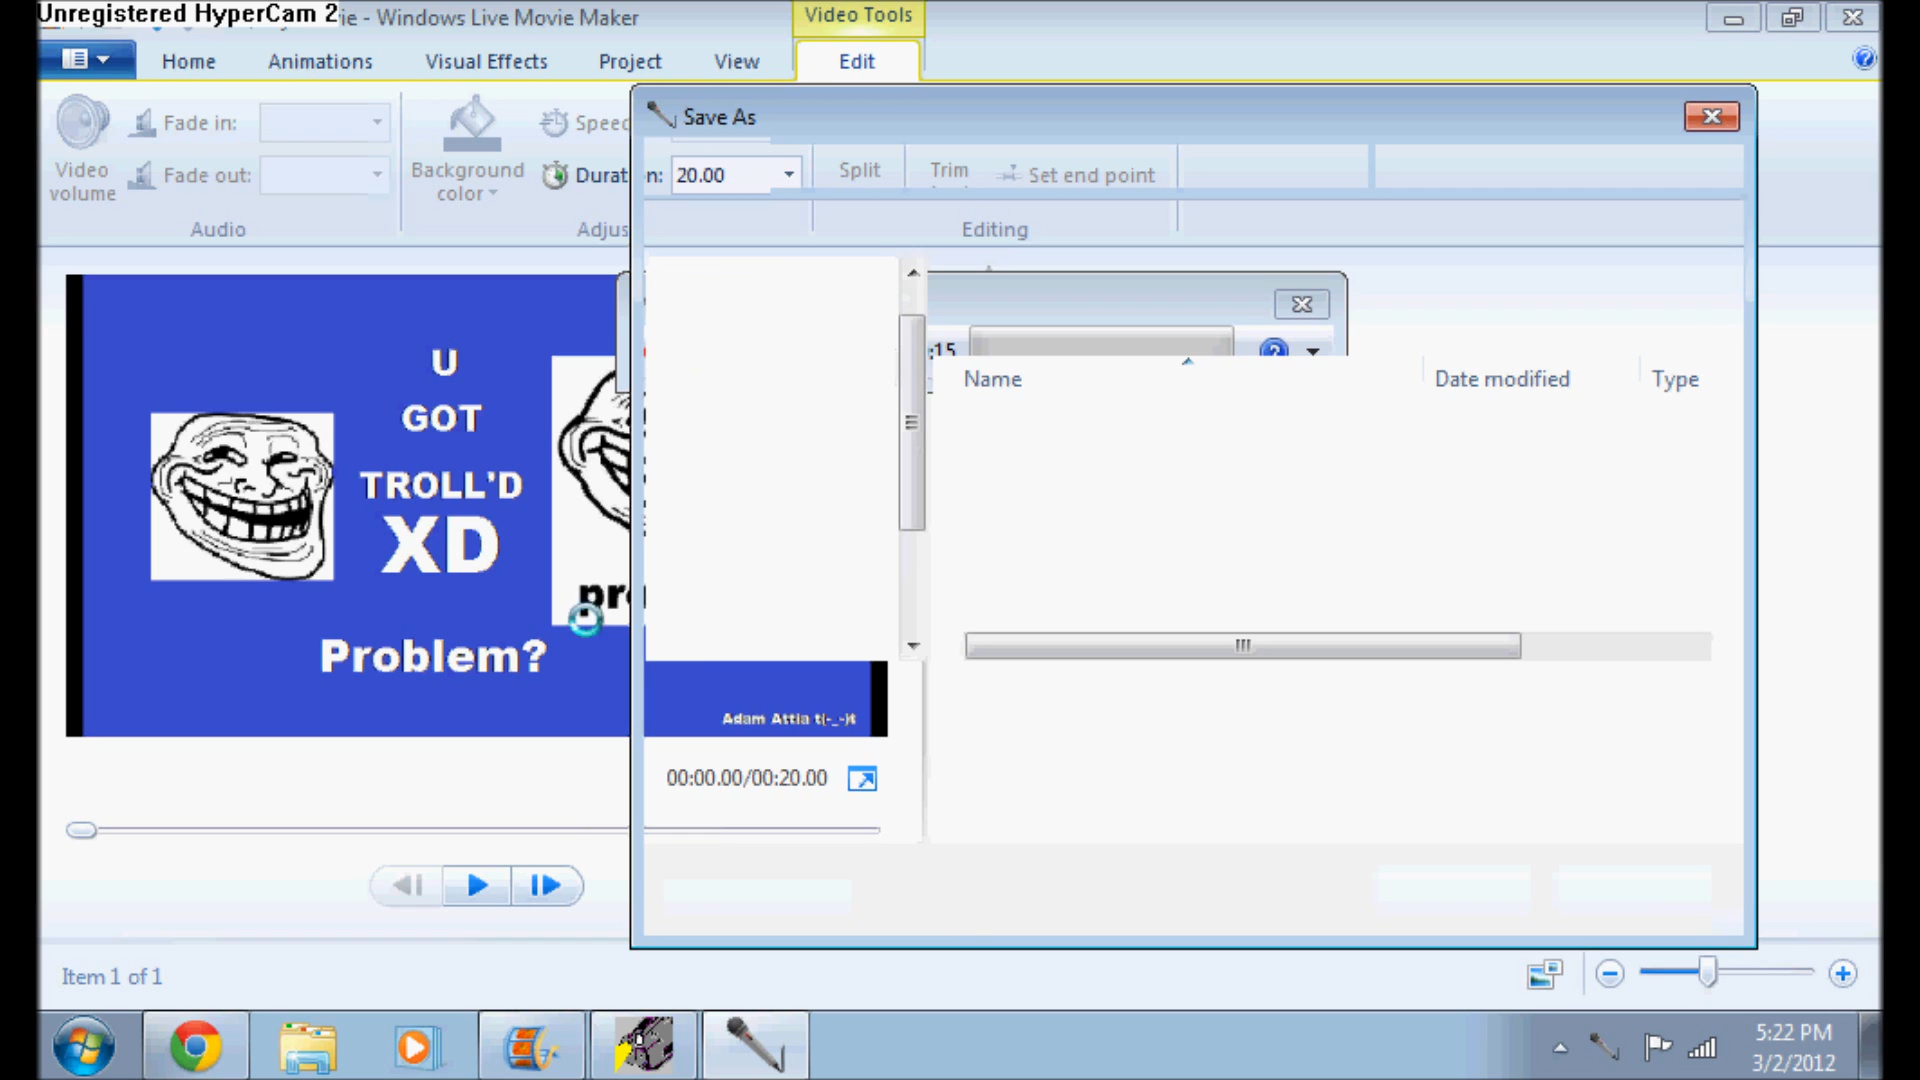 Unregistered HyperCam 2
ie - Windows Live Movie Maker
Video Tools
Home
Animations
Visual Effects
Project
View
Edit
Save As
Fade in:
Fade out:
Video
volume
Background
color
Speed
Duration:
20.00
Split
Trim
Set end point
Audio
Adjus
Editing
:15
Name
Date modified
Type
U
GOT
TROLL'D
XD
pro
Problem?
Adam Attia t(-_-)t
00:00.00/00:20.00
Item 1 of 1
5:22 PM
3/2/2012